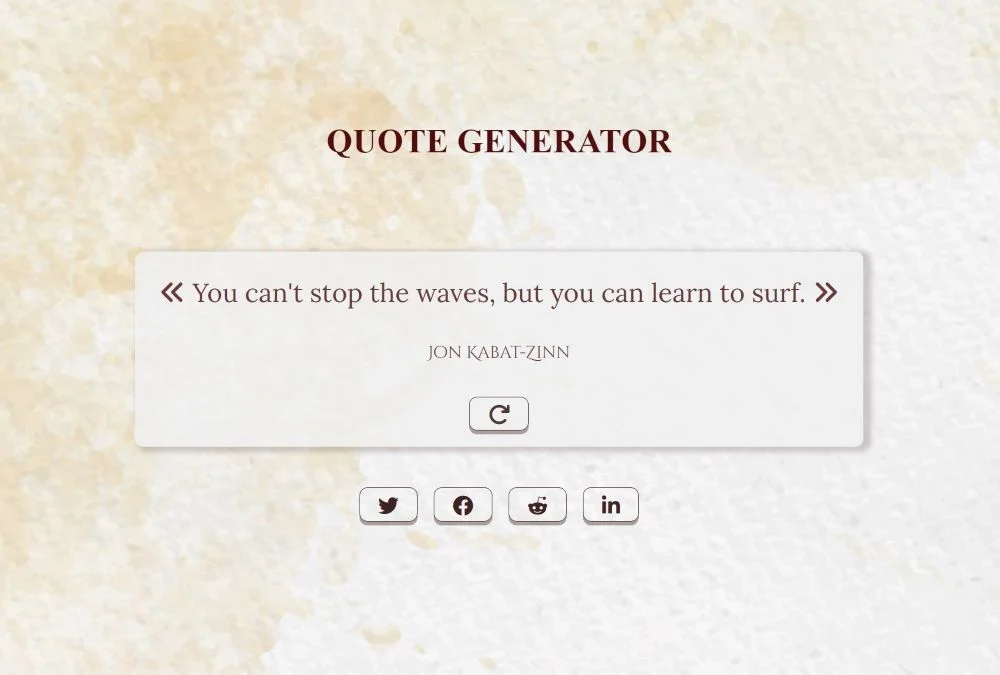 QUOTE GENERATOR
« You can't stop the waves, but you can learn to surf. »
Jon Kabat-Zinn
in